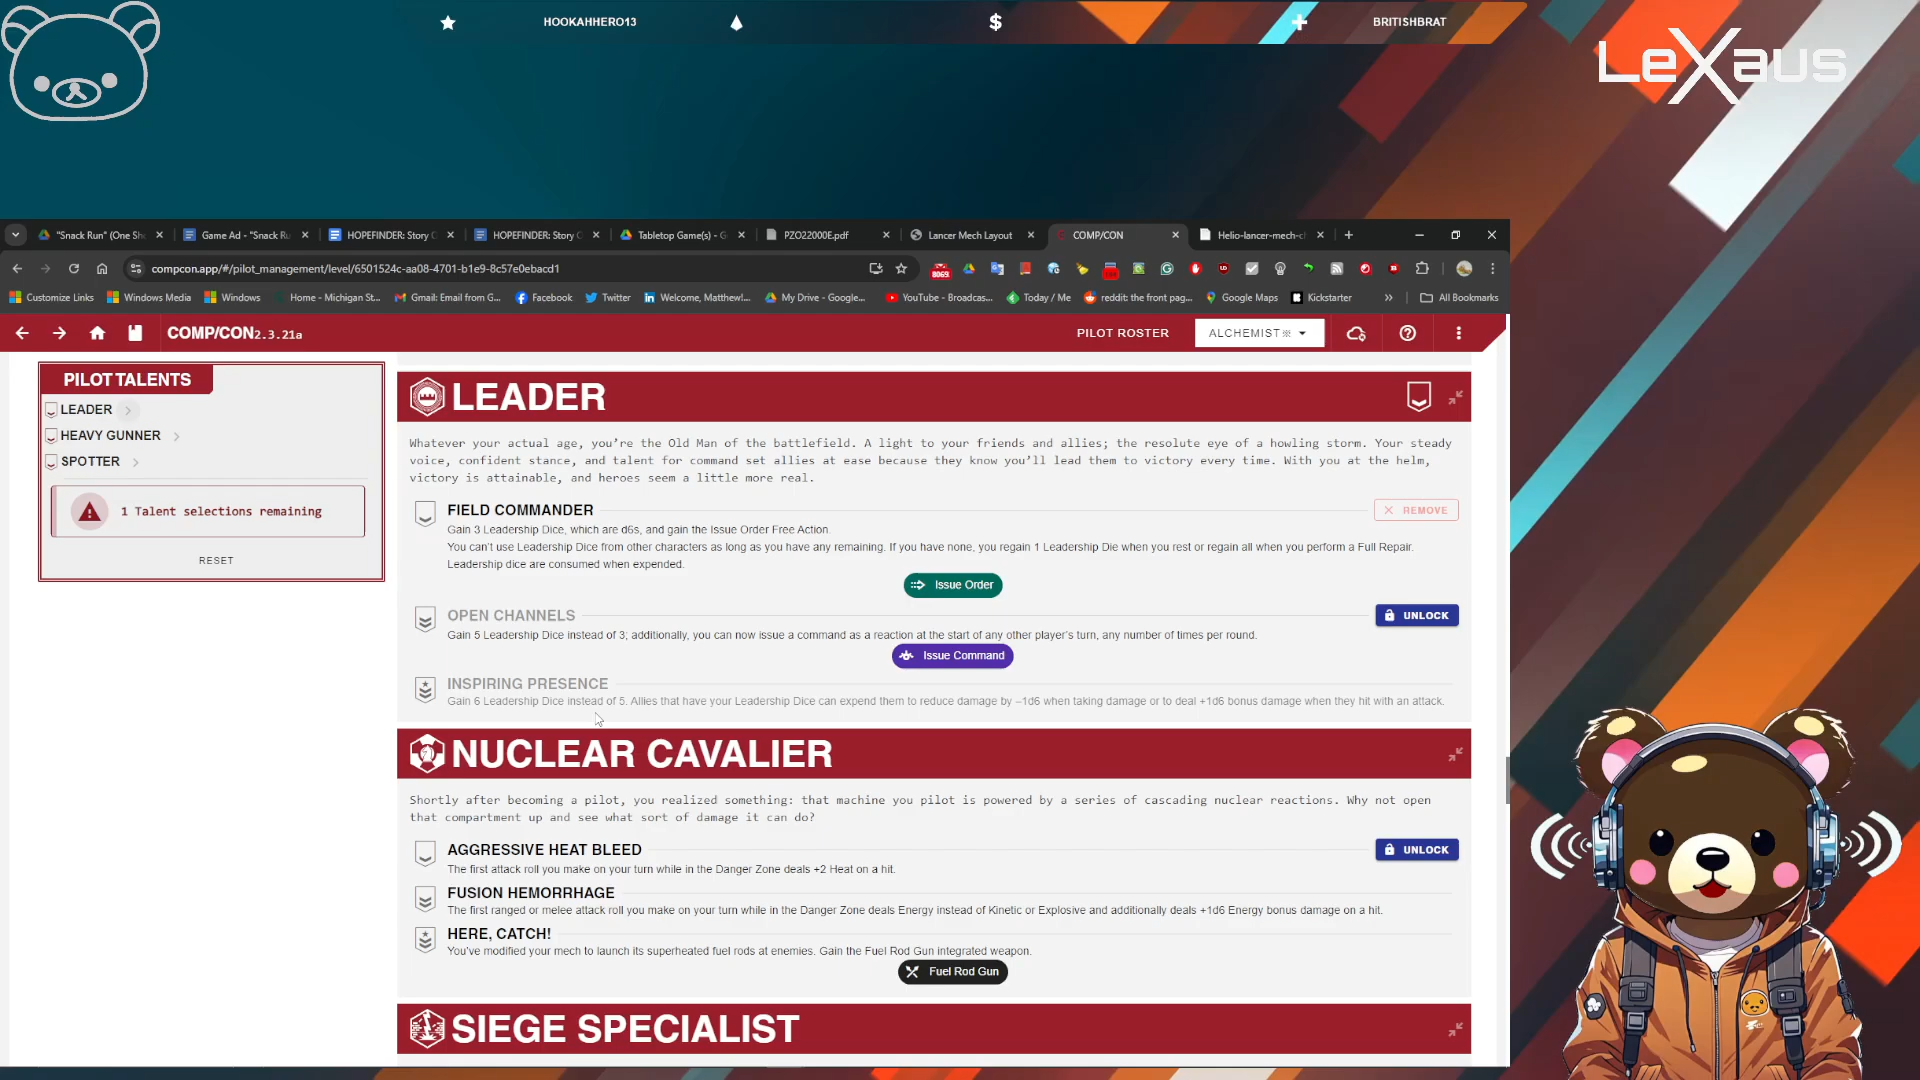 HOOKAHHERO13
$
BRITISHBRAT
LeXaus
"Snack Run" (One Sh
Game Ad - "Snack Ru
HOPEFINDER: Story
HOPEFINDER: Story
Tabletop Game(s) - G
PZO22000E.pdf
Lancer Mech Layout
COMP/CON
Helio-lancer-mech-c
compcon.app/#/pilot_management/level/6501524c-aa08-4701-b1e9-8c57e0ebacd1
8069
Customize Links
Windows Media
Windows
Home - Michigan St...
Gmail: Email from G...
Facebook
Twitter
Welcome, Matthew!...
My Drive - Google...
YouTube - Broadcas...
Today / Me
reddit: the front pag...
Google Maps
Kickstarter
»
All Bookmarks
COMP/CON2.3.21a
PILOT ROSTER
ALCHEMIST※
PILOT TALENTS
LEADER
HEAVY GUNNER
SPOTTER
1 Talent selections remaining
RESET
LEADER
Whatever your actual age, you're the Old Man of the battlefield. A light to your friends and allies; the resolute eye of a howling storm. Your steady
voice, confident stance, and talent for command set allies at ease because they know you'll lead them to victory every time. With you at the helm,
victory is attainable, and heroes seem a little more real.
FIELD COMMANDER
REMOVE
Gain 3 Leadership Dice, which are d6s, and gain the Issue Order Free Action.
You can't use Leadership Dice from other characters as long as you have any remaining. If you have none, you regain 1 Leadership Die when you rest or regain all when you perform a Full Repair.
Leadership dice are consumed when expended.
Issue Order
OPEN CHANNELS
UNLOCK
Gain 5 Leadership Dice instead of 3; additionally, you can now issue a command as a reaction at the start of any other player's turn, any number of times per round.
Issue Command
INSPIRING PRESENCE
Gain 6 Leadership Dice instead of 5. Allies that have your Leadership Dice can expend them to reduce damage by –1d6 when taking damage or to deal +1d6 bonus damage when they hit with an attack.
NUCLEAR CAVALIER
Shortly after becoming a pilot, you realized something: that machine you pilot is powered by a series of cascading nuclear reactions. Why not open
that compartment up and see what sort of damage it can do?
AGGRESSIVE HEAT BLEED
UNLOCK
The first attack roll you make on your turn while in the Danger Zone deals +2 Heat on a hit.
FUSION HEMORRHAGE
The first ranged or melee attack roll you make on your turn while in the Danger Zone deals Energy instead of Kinetic or Explosive and additionally deals +1d6 Energy bonus damage on a hit.
HERE, CATCH!
You've modified your mech to launch its superheated fuel rods at enemies. Gain the Fuel Rod Gun integrated weapon.
Fuel Rod Gun
SIEGE SPECIALIST